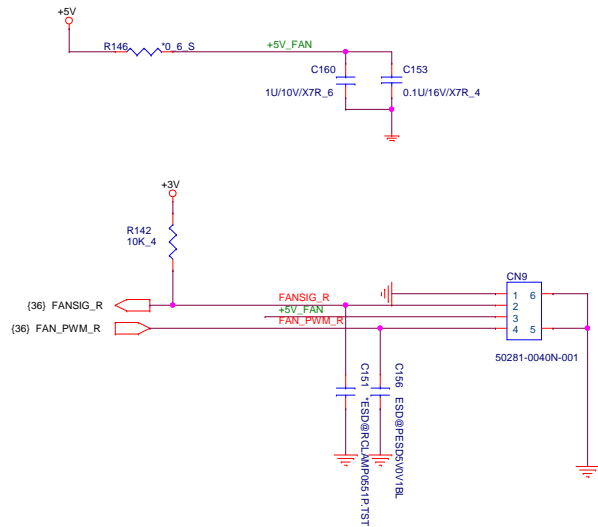 +5V
R146 *0_6_S +5V_FAN
C160 C153
1U/10V/X7R_6 0.1U/16V/X7R_4
+3V
R142
10K_4
CN9
{36} FANSIG_R FANSIG_R 1 6
2
+5V_FAN 3
{36} FAN_PWM_R FAN_PWM_R 4 5
50281-0040N-001
C151 *ESD@RCLAMP0551P.TST
C156 ESD@PESD5V0V1BL